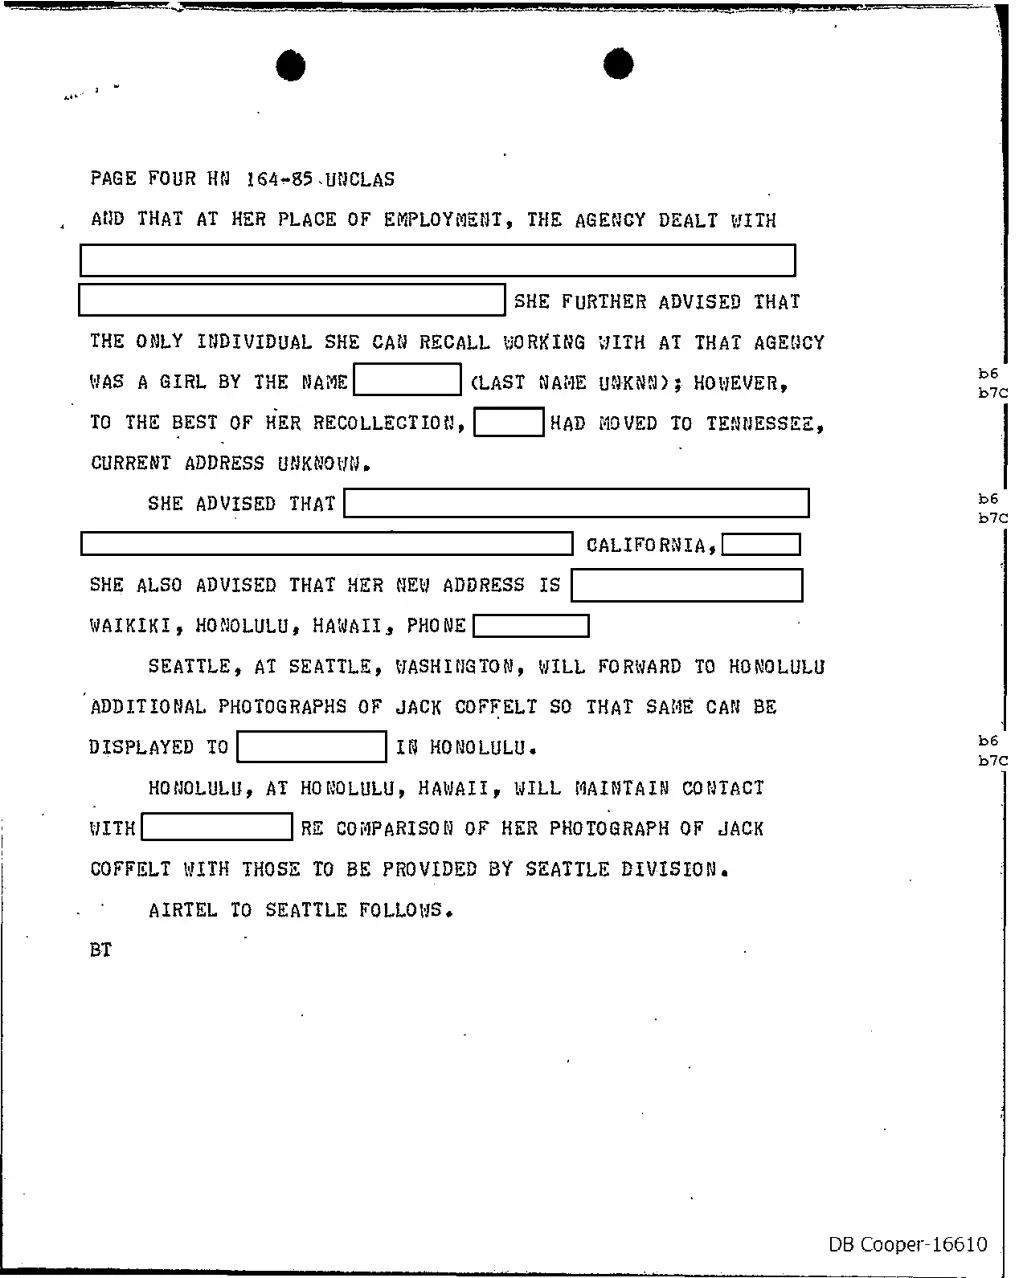 PAGE FOUR HN 164-85 UNCLAS
AND THAT AT HER PLACE OF EMPLOYMENT, THE AGENCY DEALT WITH
SHE FURTHER ADVISED THAT
THE ONLY INDIVIDUAL SHE CAN RECALL WORKING WITH AT THAT AGENCY
WAS A GIRL BY THE NAME (LAST NAME UNKNN); HOWEVER,
b6
b7C
TO THE BEST OF HER RECOLLECTION, HAD MOVED TO TENNESSEE,
CURRENT ADDRESS UNKNOWN.
SHE ADVISED THAT
b6
b7C
CALIFORNIA,
SHE ALSO ADVISED THAT HER NEW ADDRESS IS
WAIKIKI, HONOLULU, HAWAII, PHONE
SEATTLE, AT SEATTLE, WASHINGTON, WILL FORWARD TO HONOLULU
ADDITIONAL PHOTOGRAPHS OF JACK COFFELT SO THAT SAME CAN BE
DISPLAYED TO IN HONOLULU.
b6
b7C
HONOLULU, AT HONOLULU, HAWAII, WILL MAINTAIN CONTACT
WITH RE COMPARISON OF HER PHOTOGRAPH OF JACK
COFFELT WITH THOSE TO BE PROVIDED BY SEATTLE DIVISION.
AIRTEL TO SEATTLE FOLLOWS.
BT
DB Cooper-16610